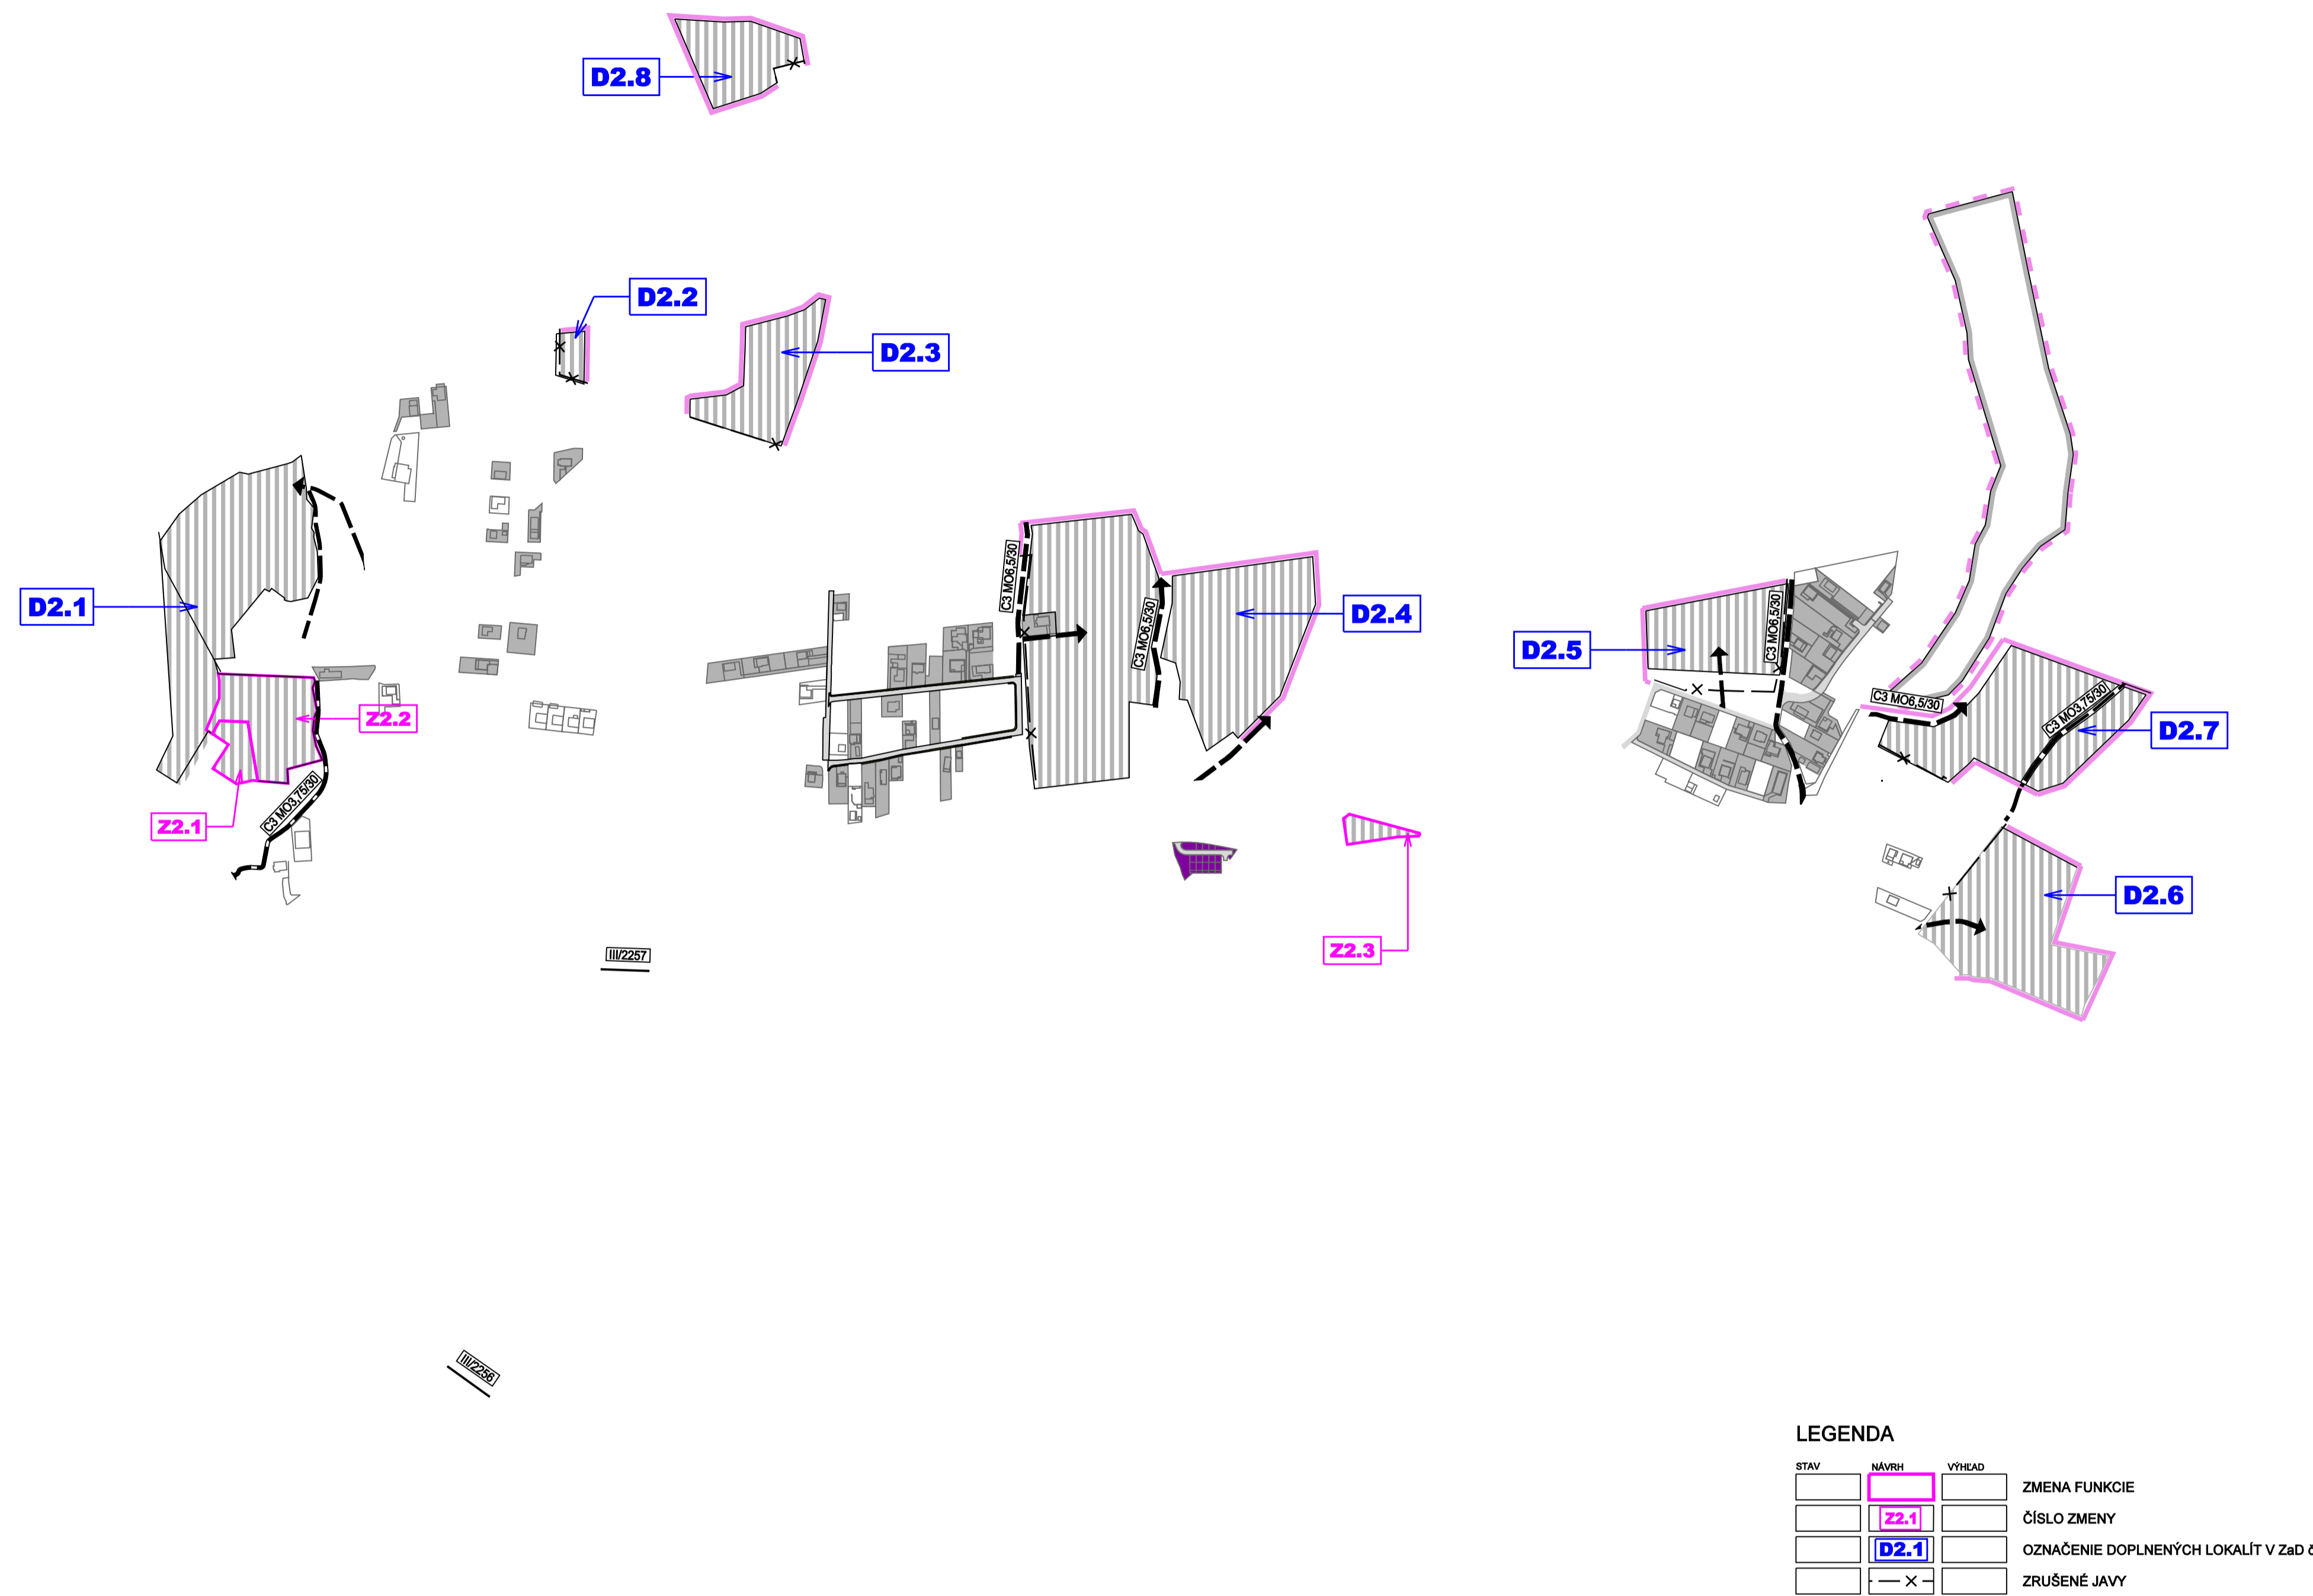 D2.8
D2.2
D2.3
C3 MO6,5/30
D2.1
C3 MO6,5/30
D2.4
C3 MO6,5/30
D2.5
C3 MO6,5/30
C3 MO3,75/30
D2.7
Z2.2
C3 MO3,75/30
Z2.1
D2.6
III/2257
Z2.3
III/2256
LEGENDA
STAV NÁVRH VÝHĽAD
ZMENA FUNKCIE
Z2.1 ČÍSLO ZMENY
D2.1 OZNAČENIE DOPLNENÝCH LOKALÍT V ZaD
ZRUŠENÉ JAVY